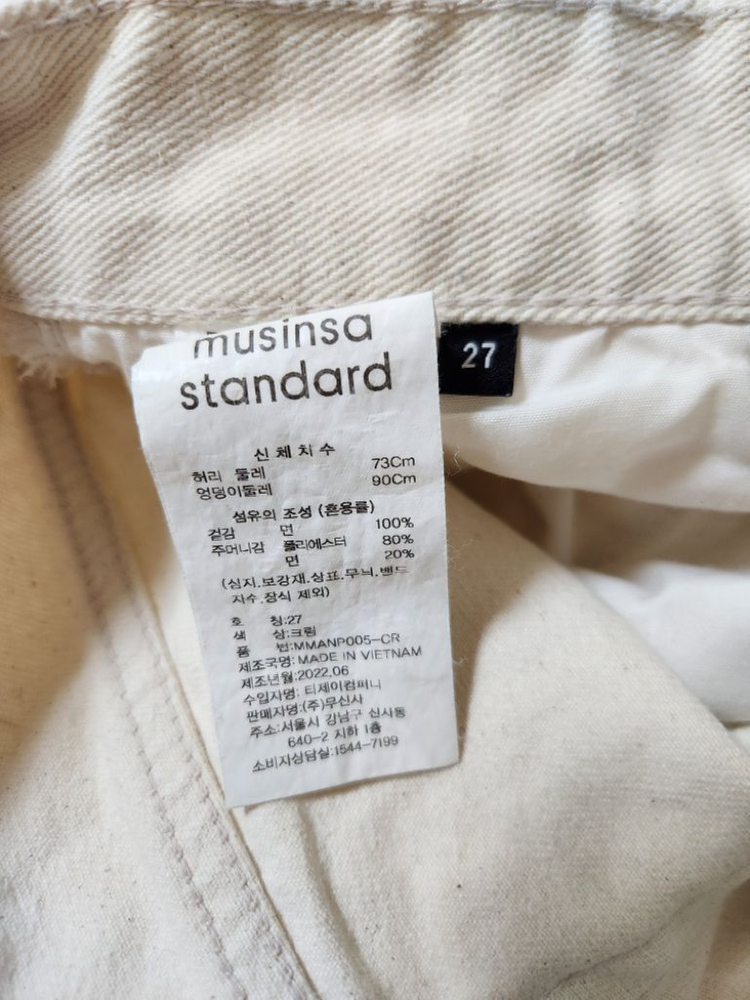 musinsa
standard
27
신체치수
허리 둘레 73Cm
엉덩이둘레 90Cm
섬유의 조성 (혼용률)
겉감 면 100%
주머니감 폴리에스터 80%
면 20%
(심지.보강재.상표.무늬.밴드
자수.장식 제외)
호 칭:27
색 상:크림
품 번:MMANP005-CR
제조국명: MADE IN VIETNAM
제조년월:2022.06
수입자명: 티제이컴퍼니
판매자명:(주)무신사
주소:서울시 강남구 신사동
640-2 지하 1층
소비자상담실:1544-7199